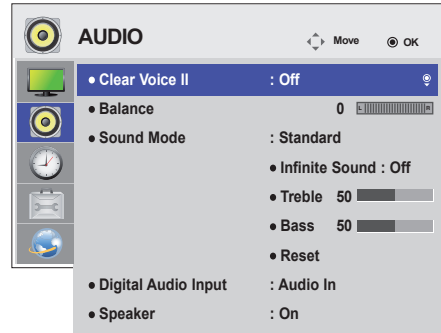 AUDIO Move OK
• Clear Voice II : Off
• Balance 0 L R
• Sound Mode : Standard
• Infinite Sound : Off
• Treble 50
• Bass 50
• Reset
• Digital Audio Input : Audio In
• Speaker : On